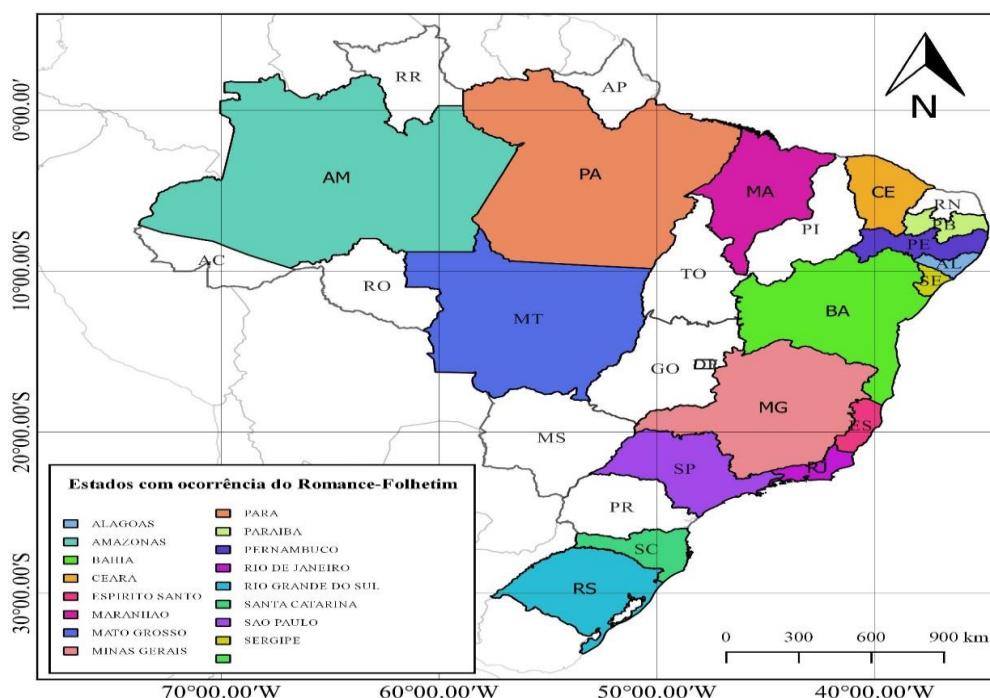 RR
AP
N
0°00.00'
AM
PA
MA
CE
RN
PB
PI
PE
AL
AC
TO
SE
10°00.00'S
RO
BA
MT
GO
DF
MG
ES
20°00.00'S
MS
SP
RJ
PR
SC
RS
30°00.00'S
Estados com ocorrência do Romance-Folhetim
ALAGOAS
AMAZONAS
BAHIA
CEARA
ESPIRITO SANTO
MARANHAO
MATO GROSSO
MINAS GERAIS
PARA
PARAIBA
PERNAMBUCO
RIO DE JANEIRO
RIO GRANDE DO SUL
SANTA CATARINA
SAO PAULO
SERGIPE
0 300 600 900 km
70°00.00'W 60°00.00'W 50°00.00'W 40°00.00'W